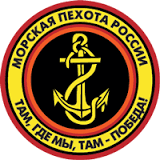 МОРСКАЯ ПЕХОТА РОССИИ
ТАМ, ГДЕ МЫ, ТАМ - ПОБЕДА!